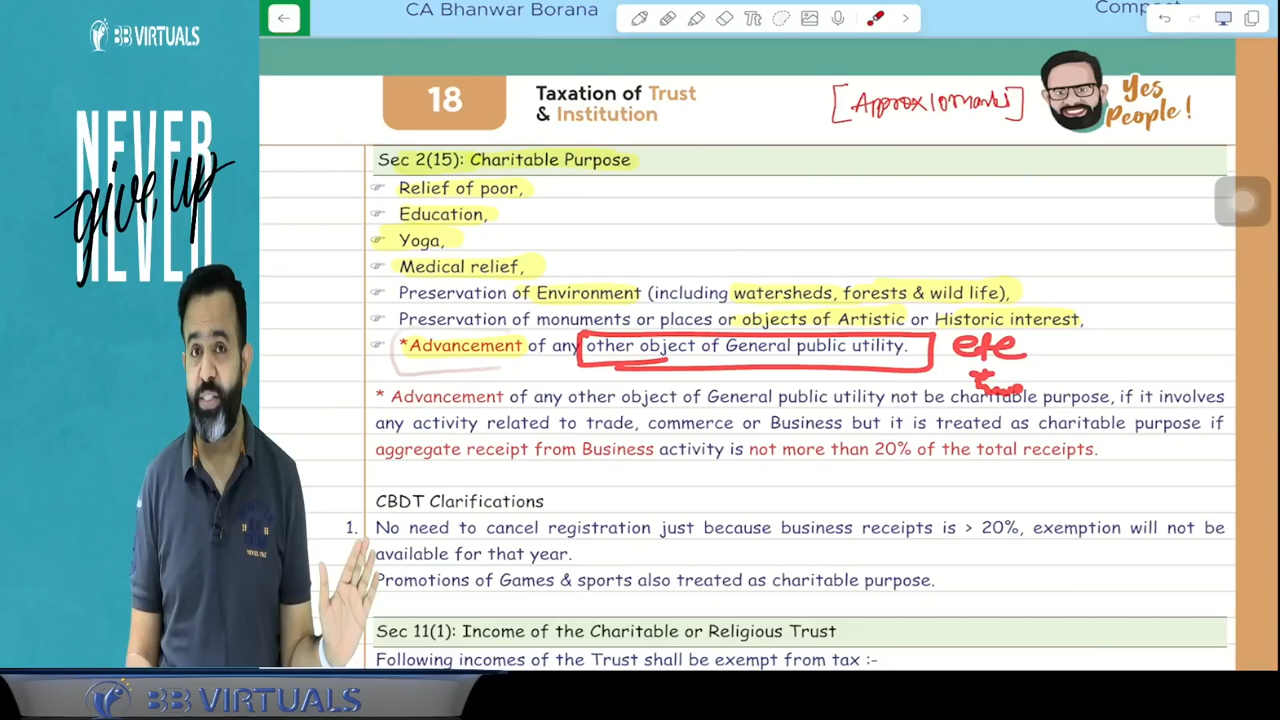 CA Bhanwar Borana
BB VIRTUALS
NEVER
give up
NEVER
18
Taxation of Trust
& Institution
[Approx 10 marks]
Yes
People!
Sec 2(15): Charitable Purpose
☞ Relief of poor,
☞ Education,
☞ Yoga,
☞ Medical relief,
☞ Preservation of Environment (including watersheds, forests & wild life),
☞ Preservation of monuments or places or objects of Artistic or Historic interest,
☞ *Advancement of any other object of General public utility.
* Advancement of any other object of General public utility not be charitable purpose, if it involves
any activity related to trade, commerce or Business but it is treated as charitable purpose if
aggregate receipt from Business activity is not more than 20% of the total receipts.
CBDT Clarifications
1. No need to cancel registration just because business receipts is > 20%, exemption will not be
available for that year.
Promotions of Games & sports also treated as charitable purpose.
Sec 11(1): Income of the Charitable or Religious Trust
Following incomes of the Trust shall be exempt from tax :-
BB VIRTUALS